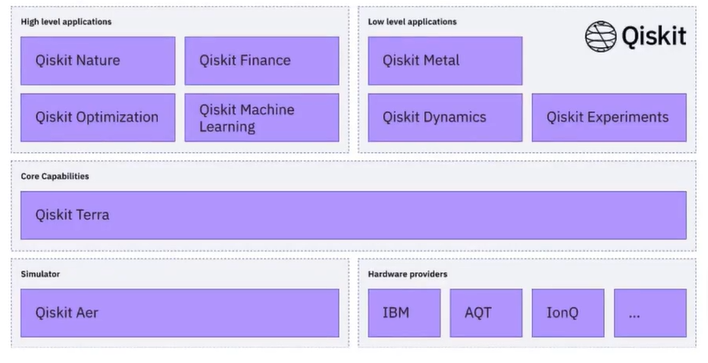 High level applications
Qiskit Nature
Qiskit Finance
Qiskit Optimization
Qiskit Machine
Learning
Low level applications
Qiskit
Qiskit Metal
Qiskit Dynamics
Qiskit Experiments
Core Capabilities
Qiskit Terra
Simulator
Qiskit Aer
Hardware providers
IBM
AQT
IonQ
...